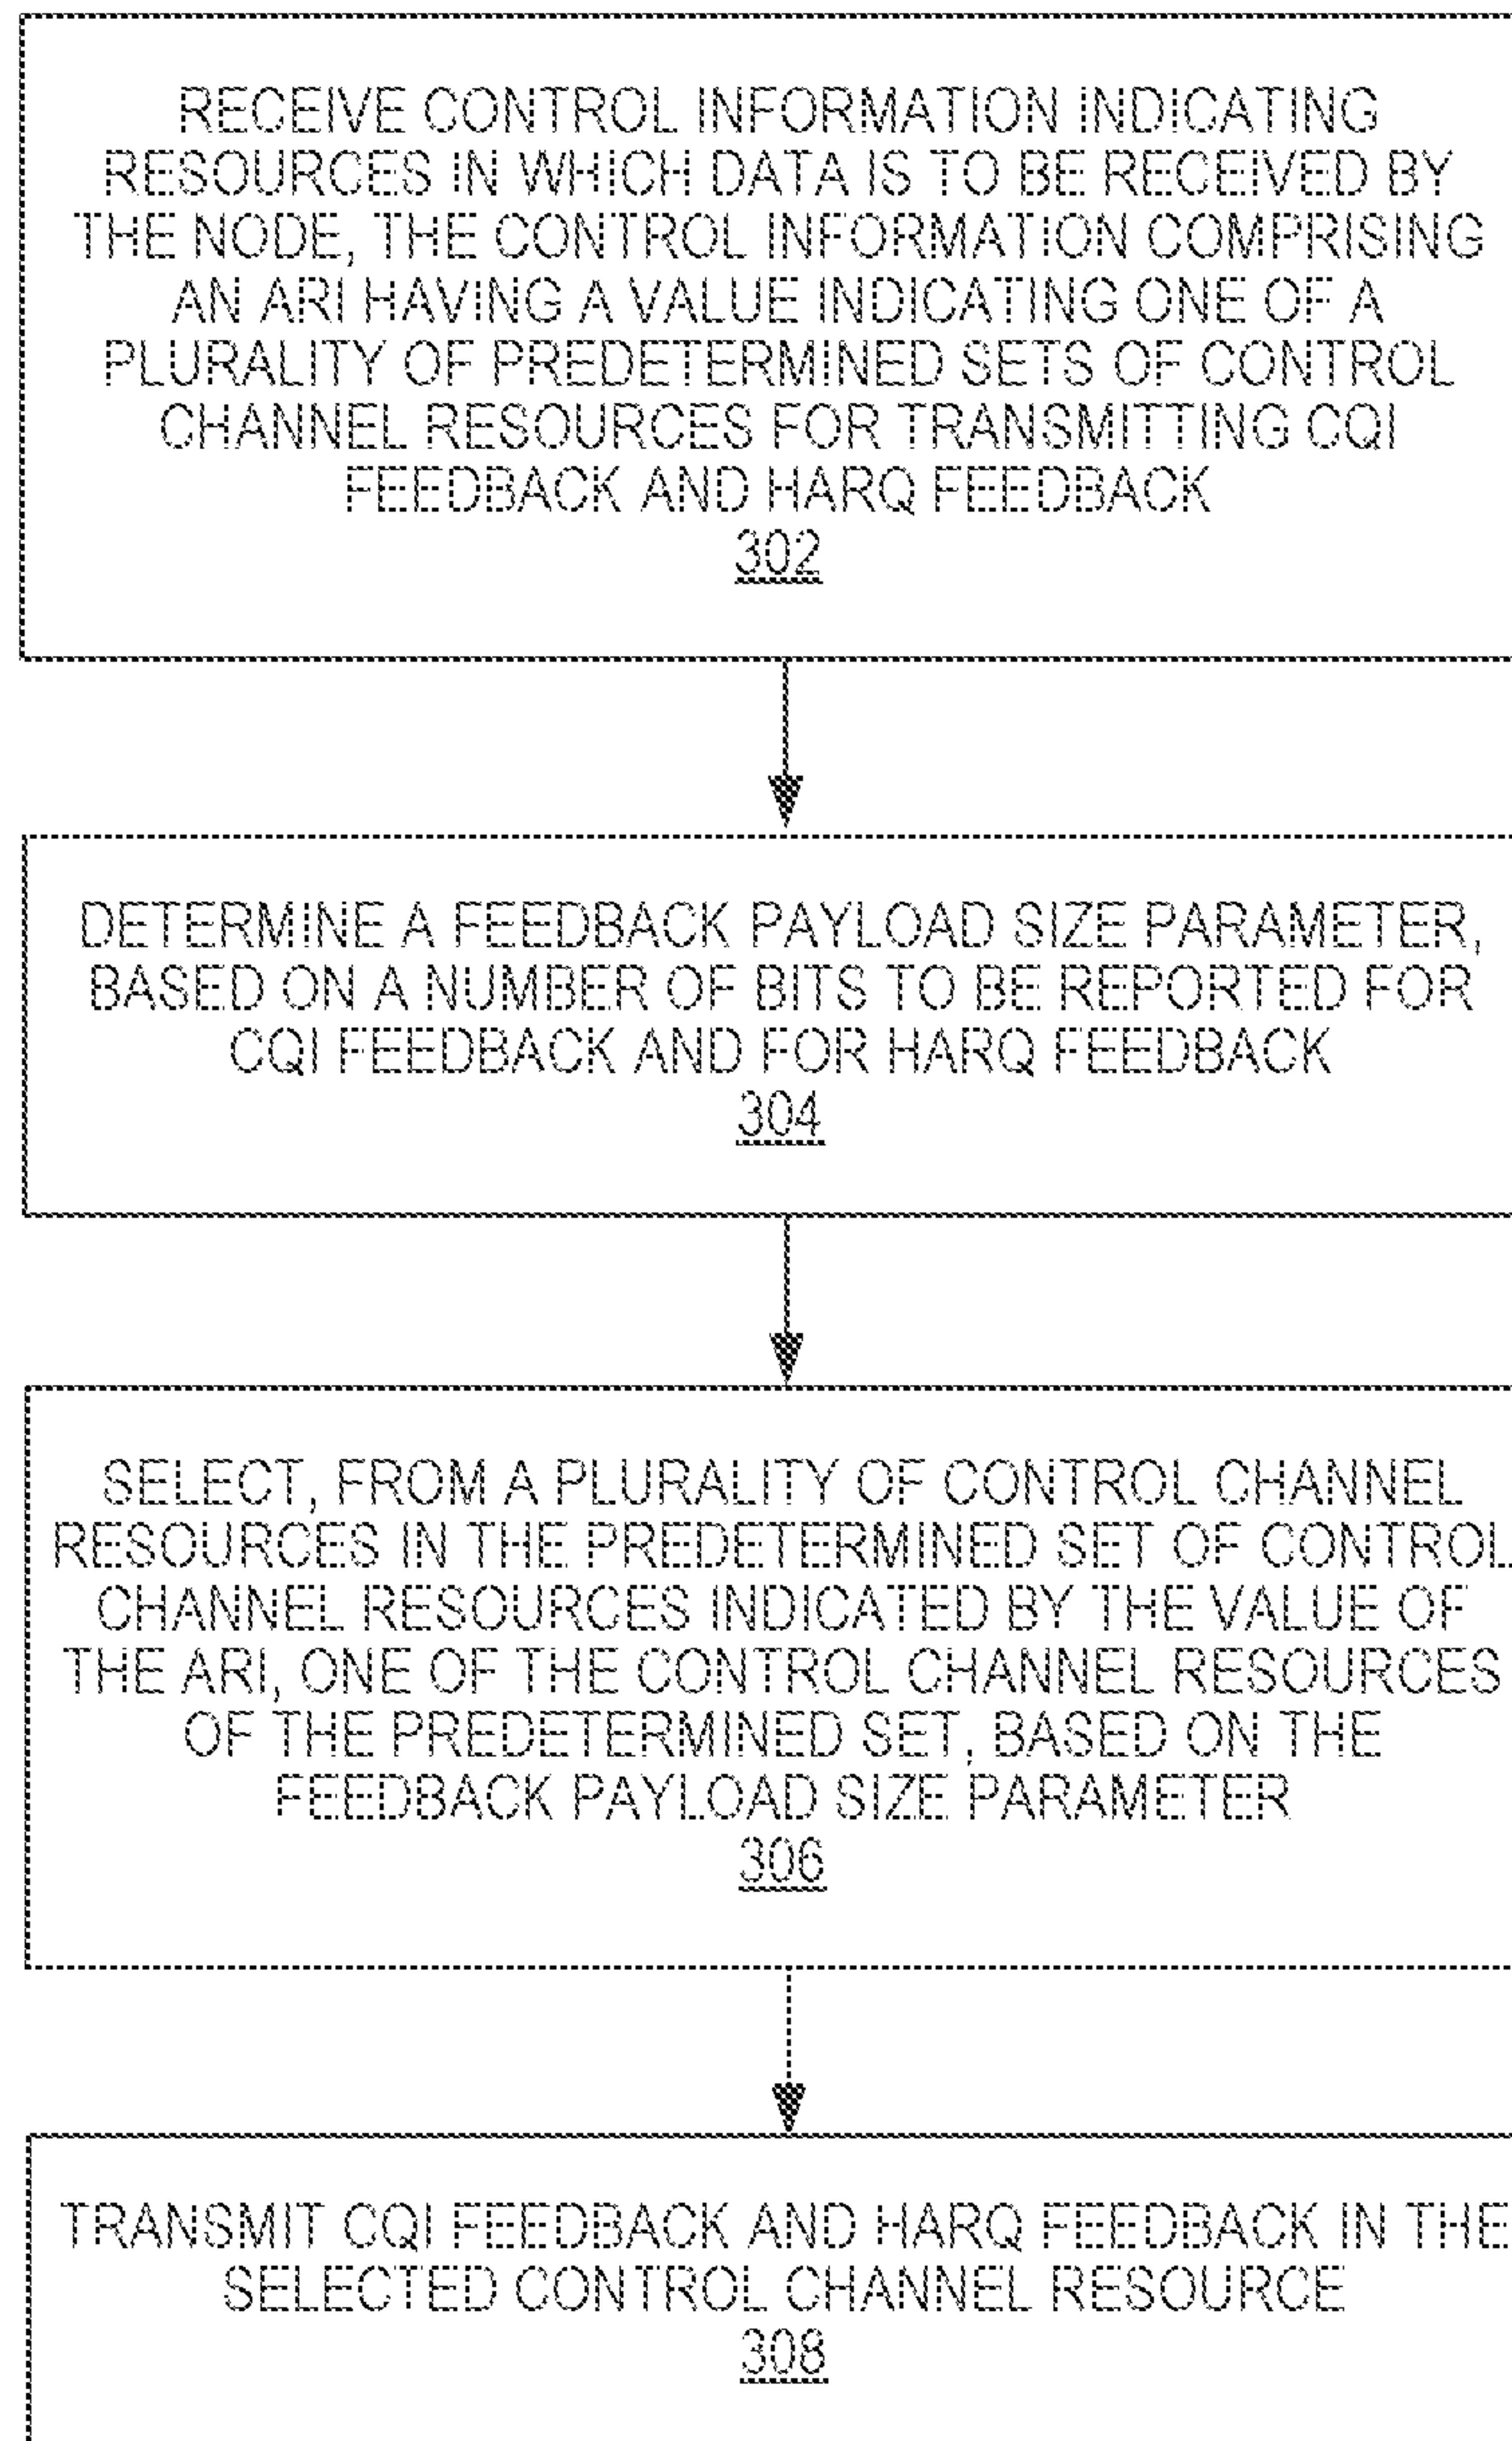 RECEIVE CONTROL INFORMATION INDICATING
RESOURCES IN WHICH DATA IS TO BE RECEIVED BY
THE NODE, THE CONTROL INFORMATION COMPRISING
AN ARI HAVING A VALUE INDICATING ONE OF A
PLURALITY OF PREDETERMINED SETS OF CONTROL
CHANNEL RESOURCES FOR TRANSMITTING CQI
FEEDBACK AND HARQ FEEDBACK
302
DETERMINE A FEEDBACK PAYLOAD SIZE PARAMETER,
BASED ON A NUMBER OF BITS TO BE REPORTED FOR
CQI FEEDBACK AND FOR HARQ FEEDBACK
304
SELECT, FROM A PLURALITY OF CONTROL CHANNEL
RESOURCES IN THE PREDETERMINED SET OF CONTROL
CHANNEL RESOURCES INDICATED BY THE VALUE OF
THE ARI, ONE OF THE CONTROL CHANNEL RESOURCES
OF THE PREDETERMINED SET, BASED ON THE
FEEDBACK PAYLOAD SIZE PARAMETER
306
TRANSMIT CQI FEEDBACK AND HARQ FEEDBACK IN THE
SELECTED CONTROL CHANNEL RESOURCE
308